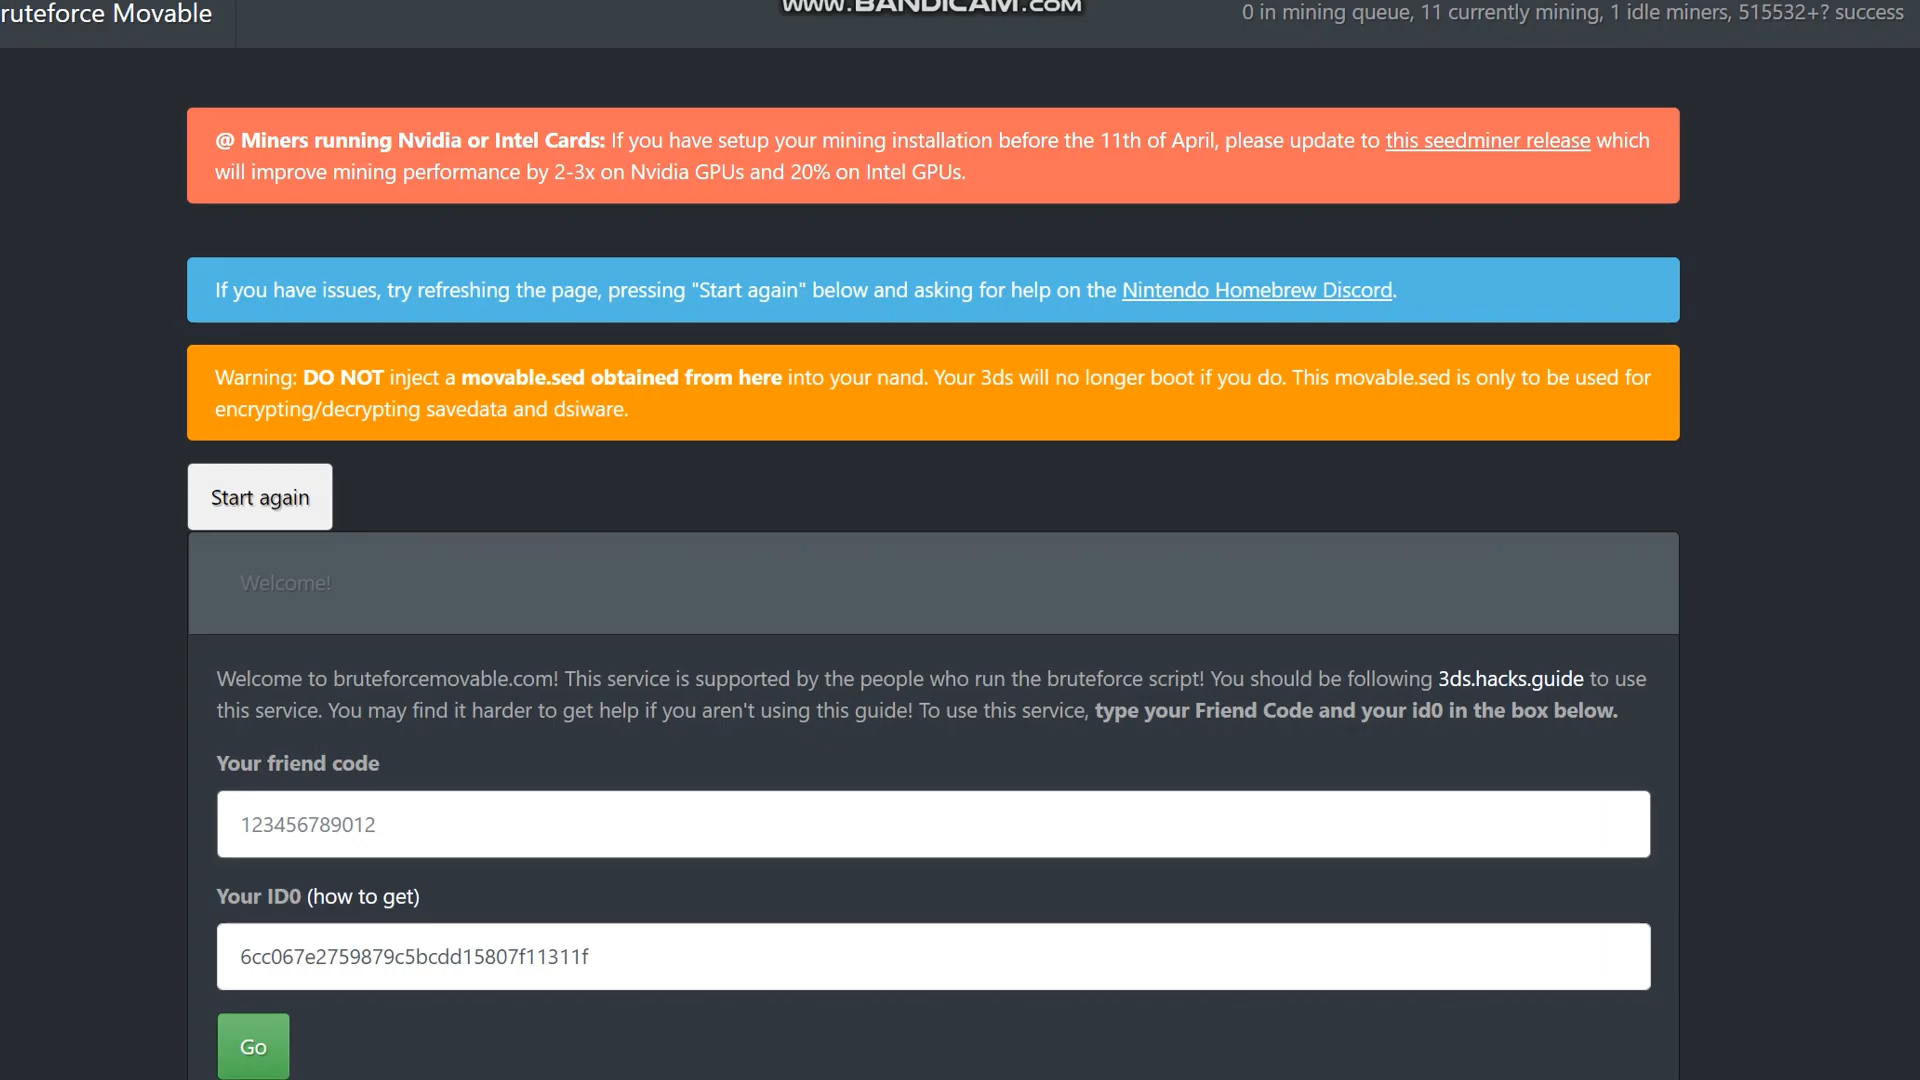 ruteforce Movable
www.BANDICAM.com
0 in mining queue, 11 currently mining, 1 idle miners, 515532+? success
@ Miners running Nvidia or Intel Cards: If you have setup your mining installation before the 11th of April, please update to this seedminer release which
will improve mining performance by 2-3x on Nvidia GPUs and 20% on Intel GPUs.
If you have issues, try refreshing the page, pressing "Start again" below and asking for help on the Nintendo Homebrew Discord.
Warning: DO NOT inject a movable.sed obtained from here into your nand. Your 3ds will no longer boot if you do. This movable.sed is only to be used for
encrypting/decrypting savedata and dsiware.
Start again
Welcome!
Welcome to bruteforcemovable.com! This service is supported by the people who run the bruteforce script! You should be following 3ds.hacks.guide to use
this service. You may find it harder to get help if you aren't using this guide! To use this service, type your Friend Code and your id0 in the box below.
Your friend code
123456789012
Your ID0 (how to get)
6cc067e2759879c5bcdd15807f11311f
Go